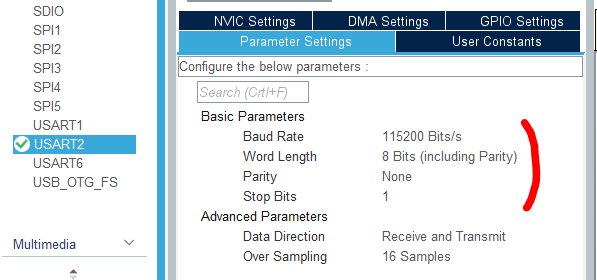 SDIO
SPI1
SPI2
SPI3
SPI4
SPI5
USART1
USART2
USART6
USB_OTG_FS
Multimedia
NVIC Settings DMA Settings GPIO Settings
Parameter Settings User Constants
Configure the below parameters :
Search (Crtl+F)
Basic Parameters
Baud Rate 115200 Bits/s
Word Length 8 Bits (including Parity)
Parity None
Stop Bits 1
Advanced Parameters
Data Direction Receive and Transmit
Over Sampling 16 Samples